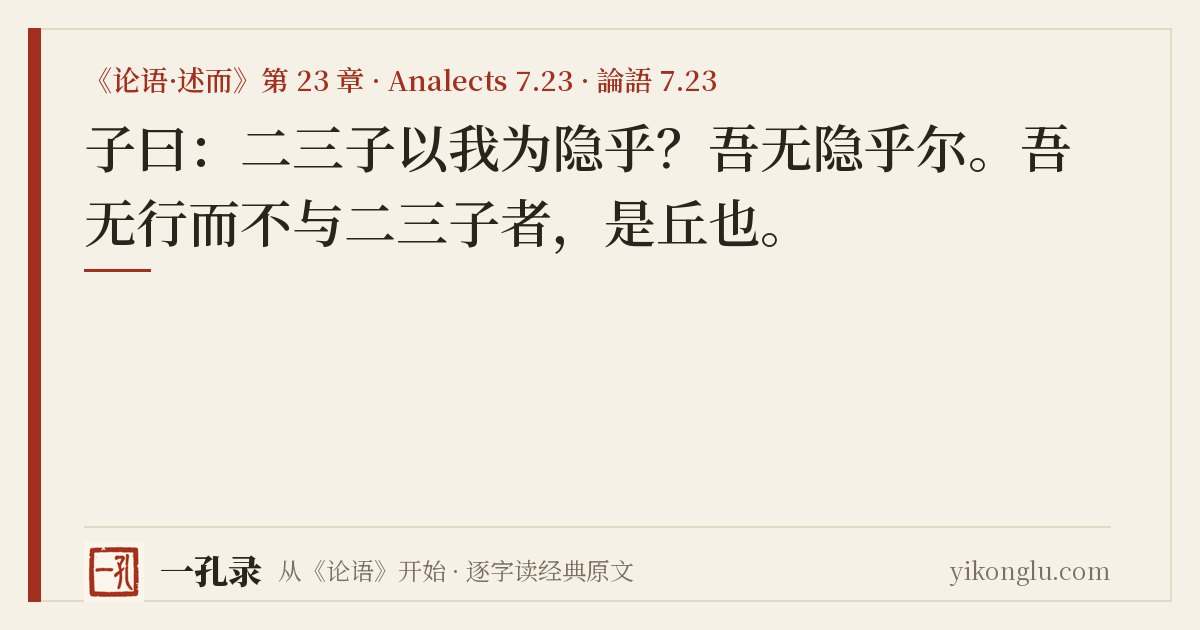 《论语·述而》第 23 章 · Analects 7.23 · 論語 7.23
子曰：二三子以我为隐乎？吾无隐乎尔。吾
无行而不与二三子者，是丘也。
一孔
一孔录 从《论语》开始 · 逐字读经典原文 yikonglu.com